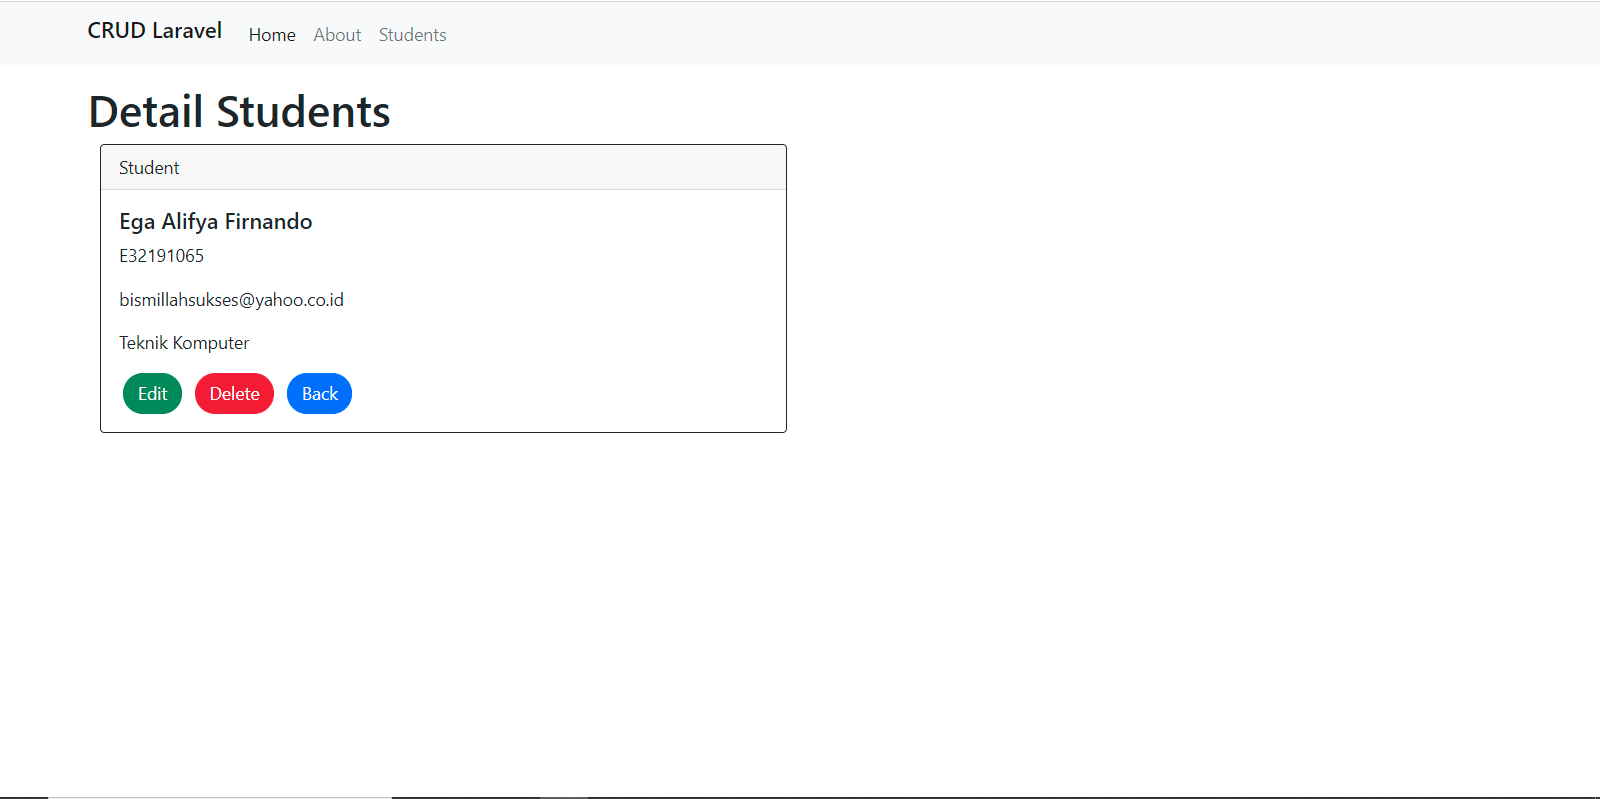 CRUD Laravel Home About Students
Detail Students
Student
Ega Alifya Firnando
E32191065
bismillahsukses@yahoo.co.id
Teknik Komputer
Edit Delete Back